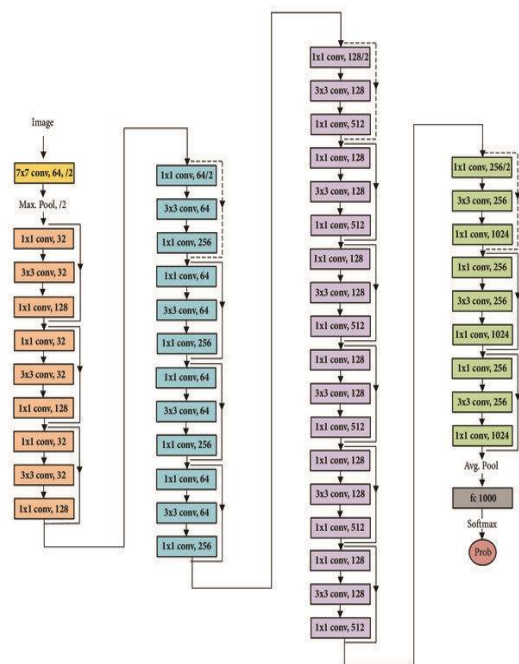 Image
7x7 conv, 64, /2
Max. Pool, /2
1x1 conv, 32
3x3 conv, 32
1x1 conv, 128
1x1 conv, 32
3x3 conv, 32
1x1 conv, 128
1x1 conv, 32
3x3 conv, 32
1x1 conv, 128
1x1 conv, 64/2
3x3 conv, 64
1x1 conv, 256
1x1 conv, 64
3x3 conv, 64
1x1 conv, 256
1x1 conv, 64
3x3 conv, 64
1x1 conv, 256
1x1 conv, 64
3x3 conv, 64
1x1 conv, 256
1x1 conv, 128/2
3x3 conv, 128
1x1 conv, 512
1x1 conv, 128
3x3 conv, 128
1x1 conv, 512
1x1 conv, 128
3x3 conv, 128
1x1 conv, 512
1x1 conv, 128
3x3 conv, 128
1x1 conv, 512
1x1 conv, 128
3x3 conv, 128
1x1 conv, 512
1x1 conv, 128
3x3 conv, 128
1x1 conv, 512
1x1 conv, 256/2
3x3 conv, 256
1x1 conv, 1024
1x1 conv, 256
3x3 conv, 256
1x1 conv, 1024
1x1 conv, 256
3x3 conv, 256
1x1 conv, 1024
Avg. Pool
fc 1000
Softmax
Prob